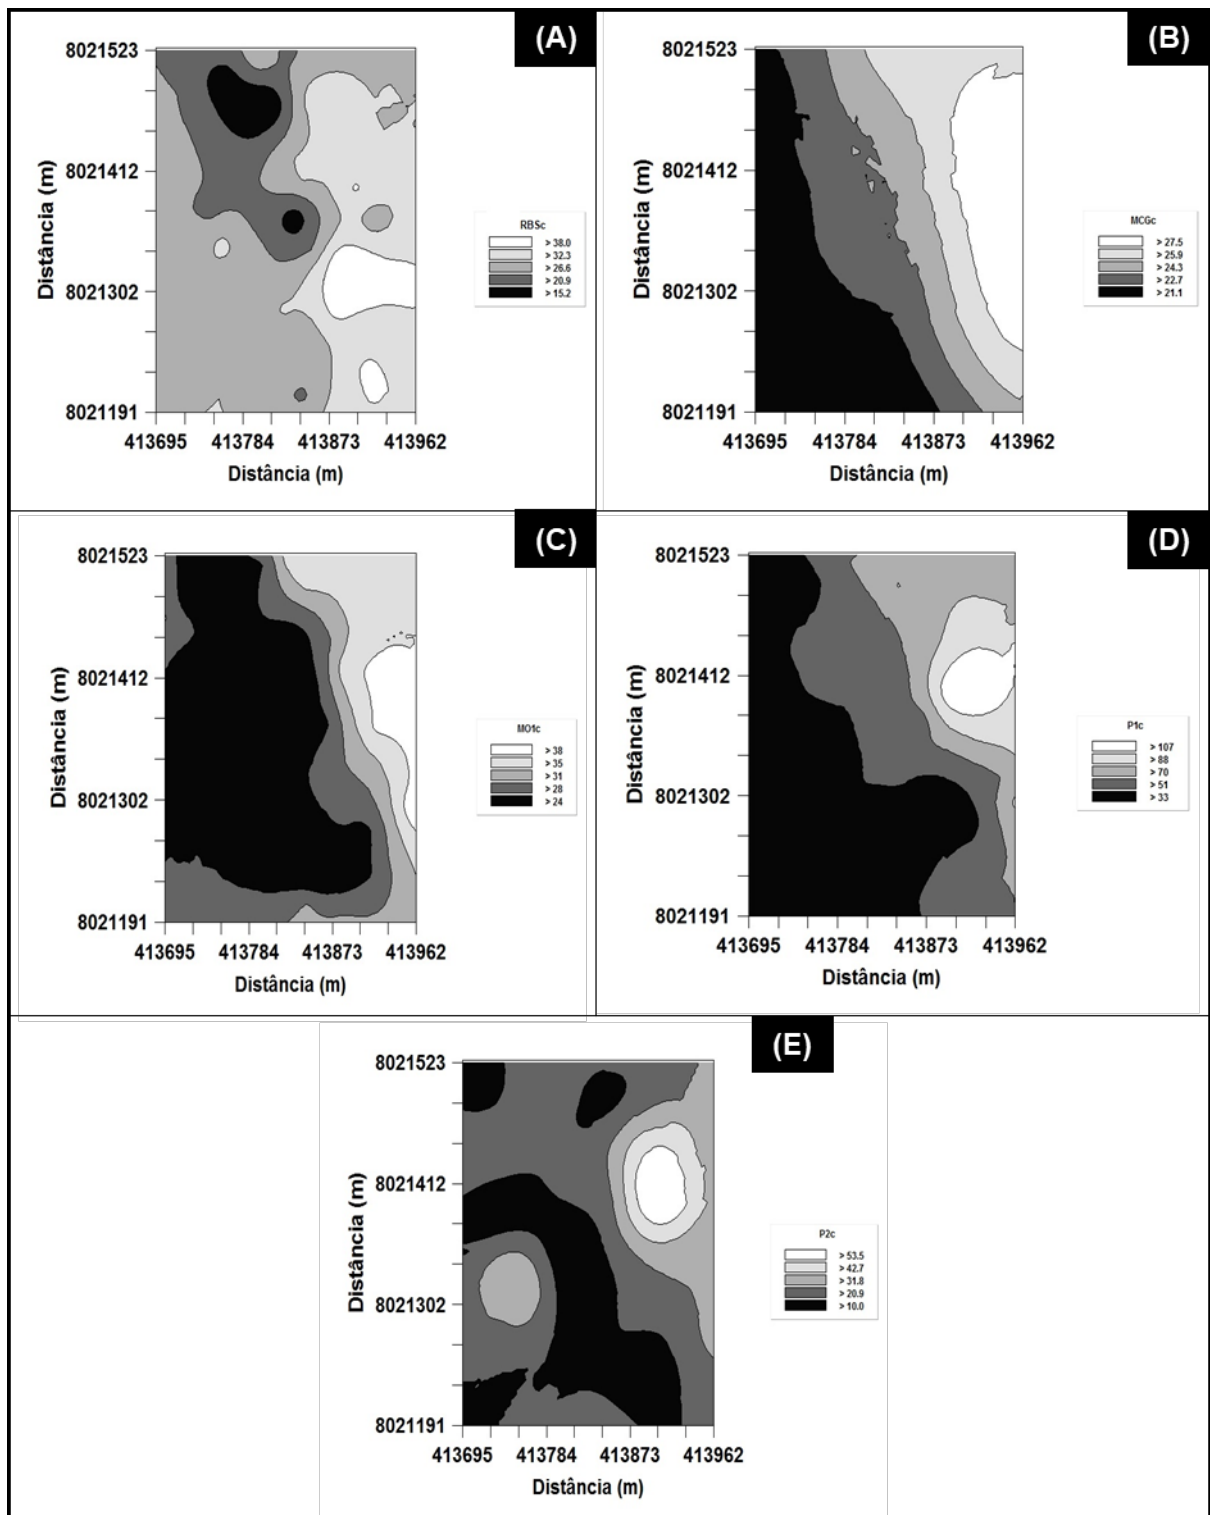 (A)
8021523
8021412
8021302
8021191
413695 413784 413873 413962
Distância (m)
Distância (m)
RBSc
> 38.0
> 32.3
> 26.6
> 20.9
> 15.2
(B)
8021523
8021412
8021302
8021191
413695 413784 413873 413962
Distância (m)
Distância (m)
MCGc
> 27.5
> 25.9
> 24.3
> 22.7
> 21.1
(C)
8021523
8021412
8021302
8021191
413695 413784 413873 413962
Distância (m)
Distância (m)
MO1c
> 38
> 35
> 31
> 28
> 24
(D)
8021523
8021412
8021302
8021191
413695 413784 413873 413962
Distância (m)
Distância (m)
P1c
> 107
> 88
> 70
> 51
> 33
(E)
8021523
8021412
8021302
8021191
413695 413784 413873 413962
Distância (m)
Distância (m)
P2c
> 53.5
> 42.7
> 31.8
> 20.9
> 10.0